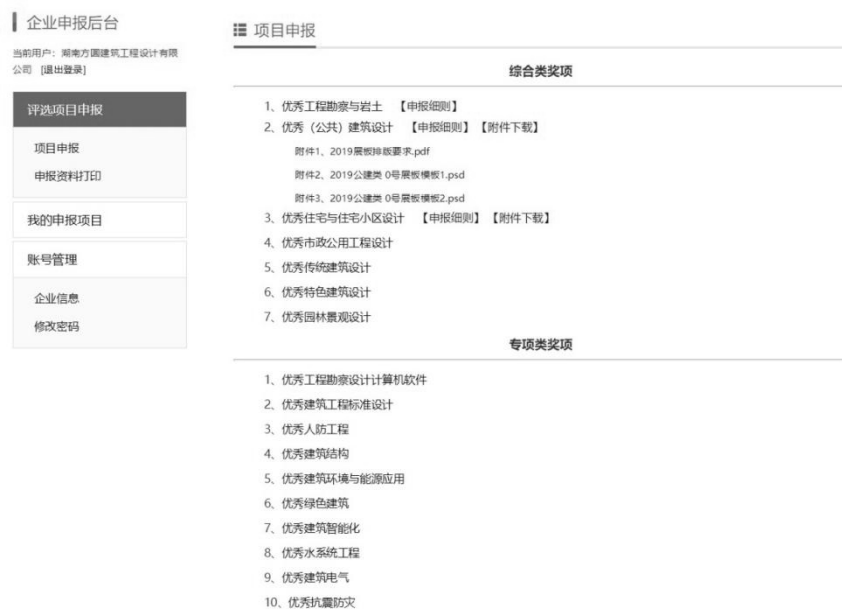 企业申报后台
当前用户：湖南方圆建筑工程设计有限
公司 [退出登录]
评选项目申报
项目申报
申报资料打印
我的申报项目
账号管理
企业信息
修改密码
项目申报
综合类奖项
1、优秀工程勘察与岩土 【申报细则】
2、优秀（公共）建筑设计 【申报细则】【附件下载】
附件1、2019展板排版要求.pdf
附件2、2019公建类 0号展板模板1.psd
附件3、2019公建类 0号展板模板2.psd
3、优秀住宅与住宅小区设计 【申报细则】【附件下载】
4、优秀市政公用工程设计
5、优秀传统建筑设计
6、优秀特色建筑设计
7、优秀园林景观设计
专项类奖项
1、优秀工程勘察设计计算机软件
2、优秀建筑工程标准设计
3、优秀人防工程
4、优秀建筑结构
5、优秀建筑环境与能源应用
6、优秀绿色建筑
7、优秀建筑智能化
8、优秀水系统工程
9、优秀建筑电气
10、优秀抗震防灾